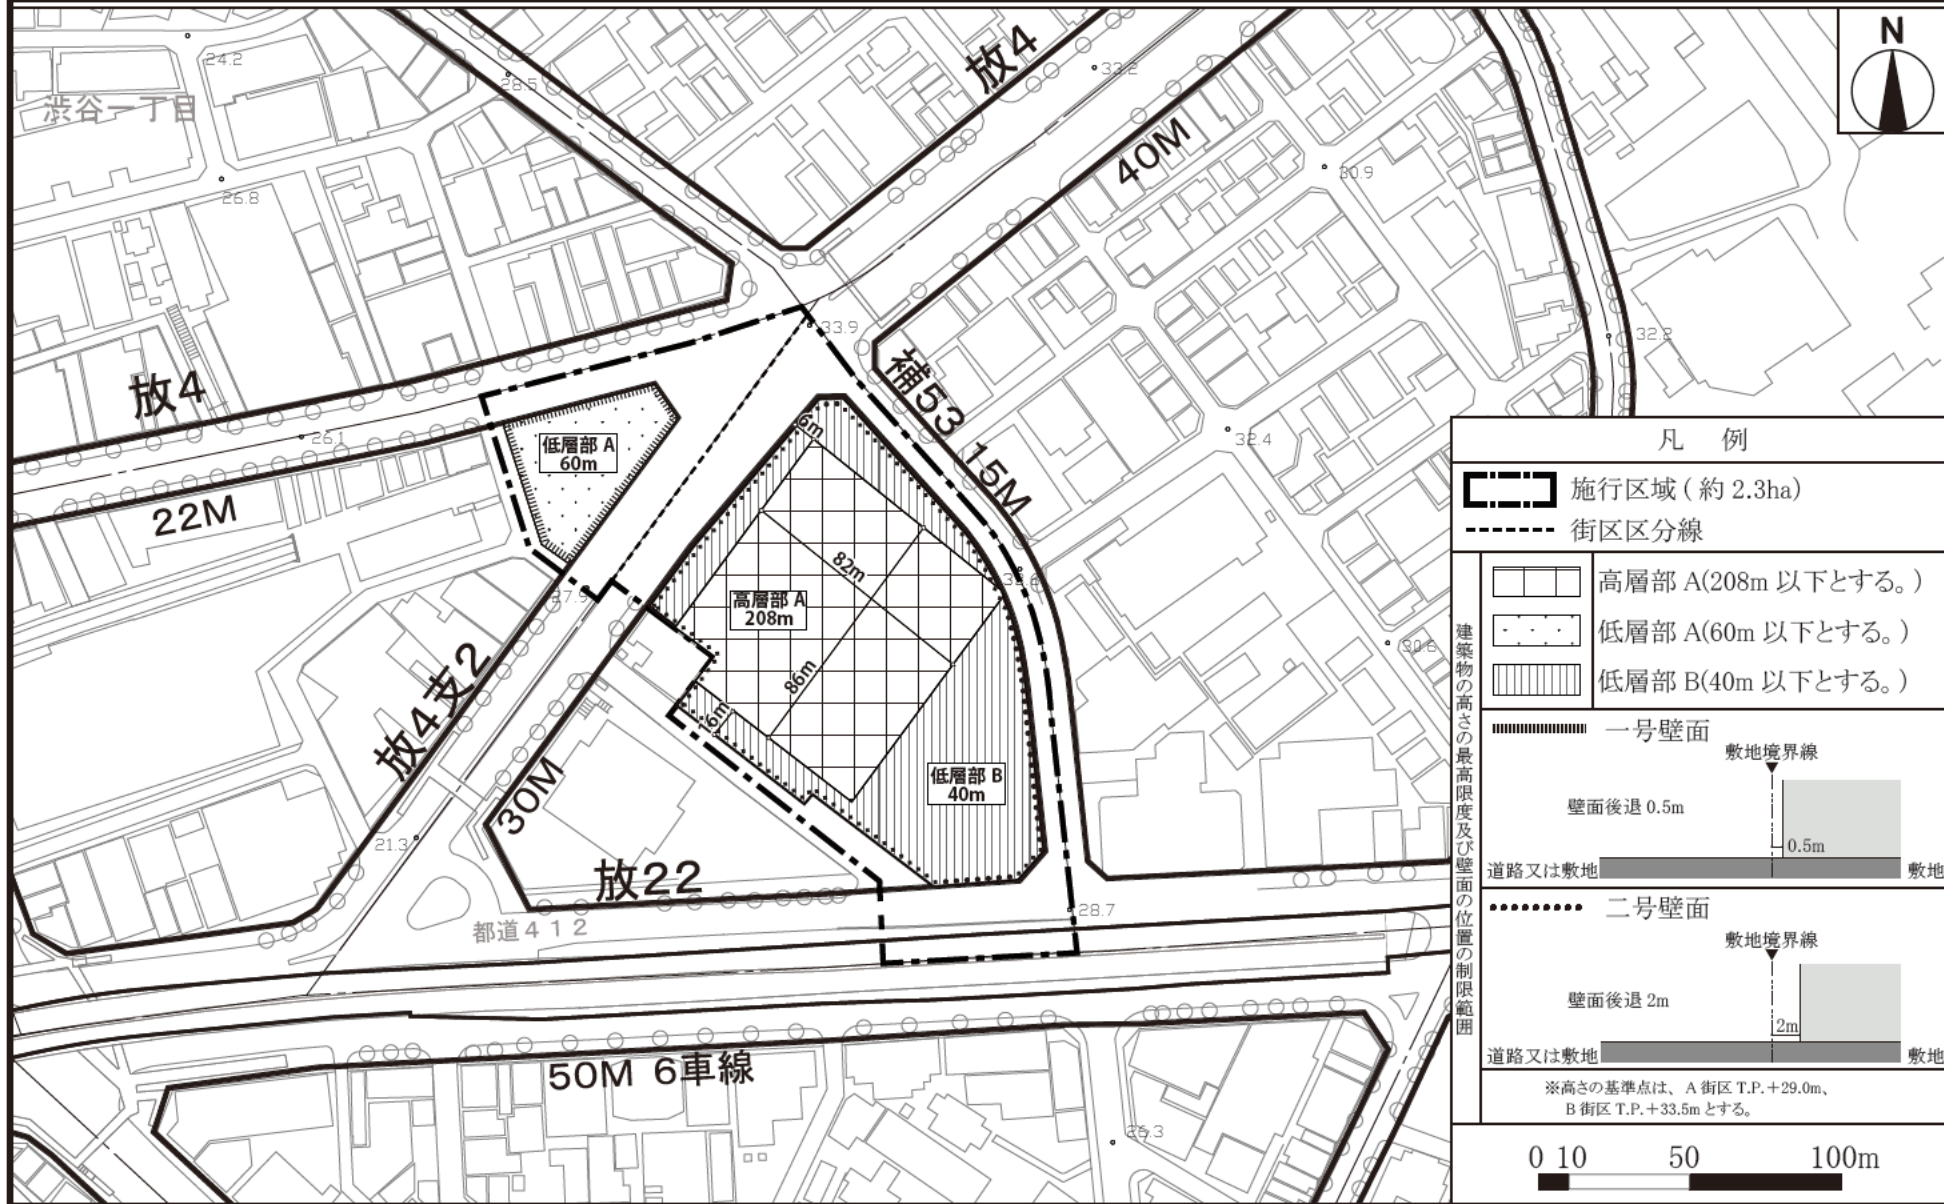 N
放4
33.2
24.2
28.5
渋谷一丁目
40M
30.9
26.8
33.9
32.2
補53 15M
放4
26.1
低層部 A
60m
6m
32.4
22M
82m
高層部 A
208m
86m
16m
低層部 B
40m
放4支2
30M
21.3
放22
都道412
28.7
50M 6車線
26.3
凡 例
施行区域 ( 約 2.3ha)
街区区分線
建築物の高さの最高限度及び壁面の位置の制限範囲
高層部 A(208m 以下とする。)
低層部 A(60m 以下とする。)
低層部 B(40m 以下とする。)
一号壁面
敷地境界線
壁面後退 0.5m
0.5m
道路又は敷地
敷地
二号壁面
敷地境界線
壁面後退 2m
2m
道路又は敷地
敷地
※高さの基準点は、A 街区 T.P.+29.0m、
B 街区 T.P.+33.5m とする。
0 10 50 100m